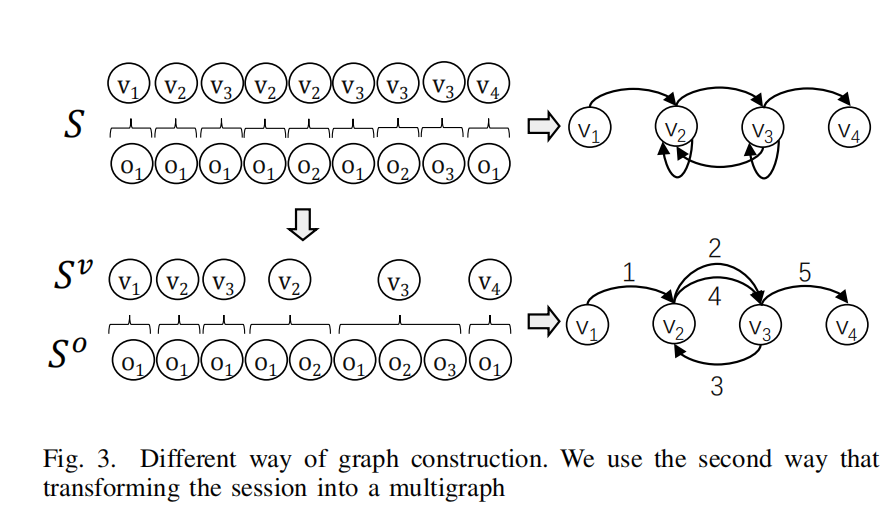 v1 v2 v3 v2 v2 v3 v3 v3 v4
S
o1 o1 o1 o1 o2 o1 o2 o3 o1
v1 v2 v3 v4
Sv v1 v2 v3 v2 v3 v4
So o1 o1 o1 o1 o2 o1 o2 o3 o1
1 2 4 5
v1 v2 v3 v4
3
Fig. 3. Different way of graph construction. We use the second way that
transforming the session into a multigraph